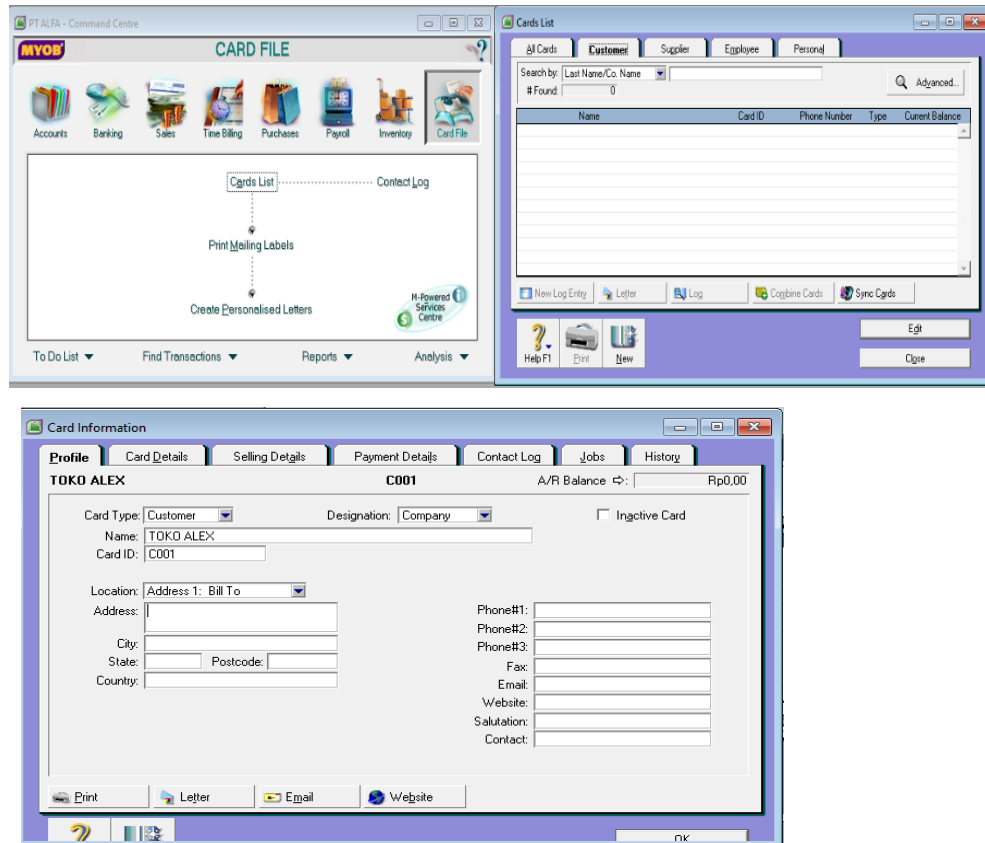 PT ALFA - Command Centre
MYOB
CARD FILE
Accounts Banking Sales Time Billing Purchases Payroll Inventory Card File
Cards List Contact Log
Print Mailing Labels
Create Personalised Letters
M-Powered
Services
Centre
To Do List Find Transactions Reports Analysis
Cards List
All Cards Customer Supplier Employee Personal
Search by: Last Name/Co. Name
# Found: 0
Advanced...
Name Card ID Phone Number Type Current Balance
New Log Entry Letter Log Combine Cards Sync Cards
Help F1 Print New
Edit
Close
Card Information
Profile Card Details Selling Details Payment Details Contact Log Jobs History
TOKO ALEX C001 A/R Balance ⇨: Rp0,00
Card Type: Customer Designation: Company Inactive Card
Name: TOKO ALEX
Card ID: C001
Location: Address 1: Bill To
Address:
City:
State: Postcode:
Country:
Phone#1:
Phone#2:
Phone#3:
Fax:
Email:
Website:
Salutation:
Contact:
Print Letter Email Website
OK